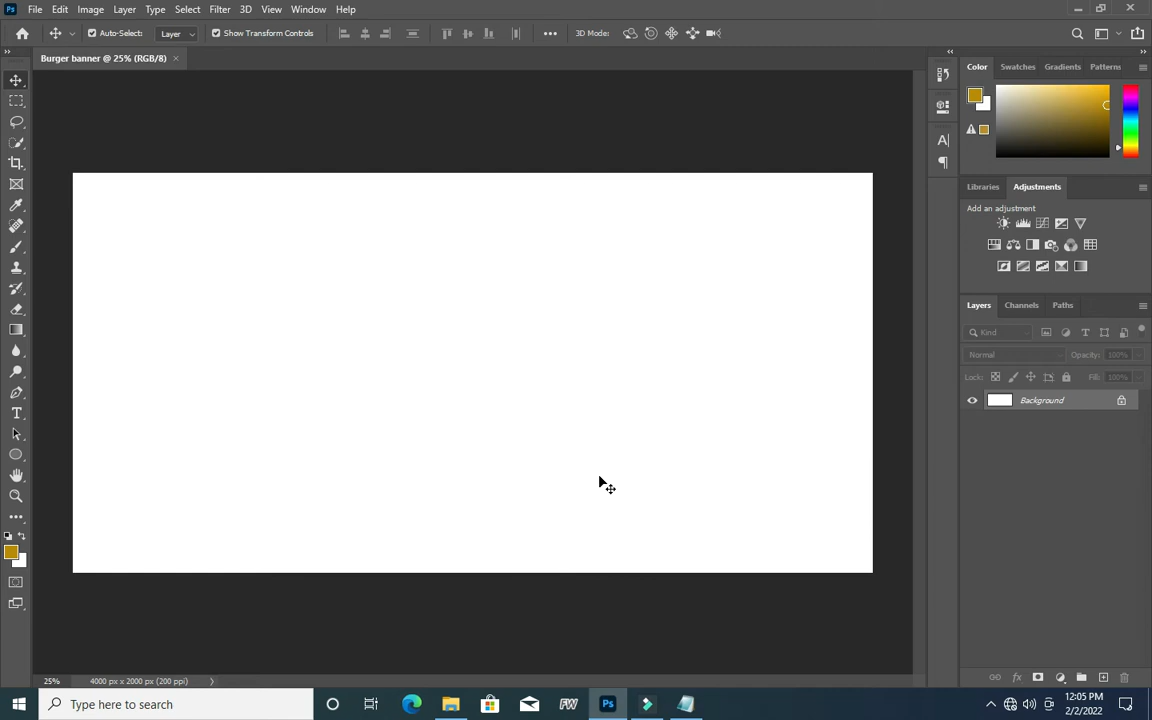 Ps File Edit Image Layer Type Select Filter 3D View Window Help
Auto-Select: Layer Show Transform Controls 3D Mode:
Burger banner @ 25% (RGB/8) ×
Color Swatches Gradients Patterns
Libraries Adjustments
Add an adjustment
Layers Channels Paths
Kind
Normal Opacity: 100%
Lock: Fill: 100%
Background
25% 4000 px x 2000 px (200 ppi)
Type here to search
FW
Ps
12:05 PM
2/2/2022